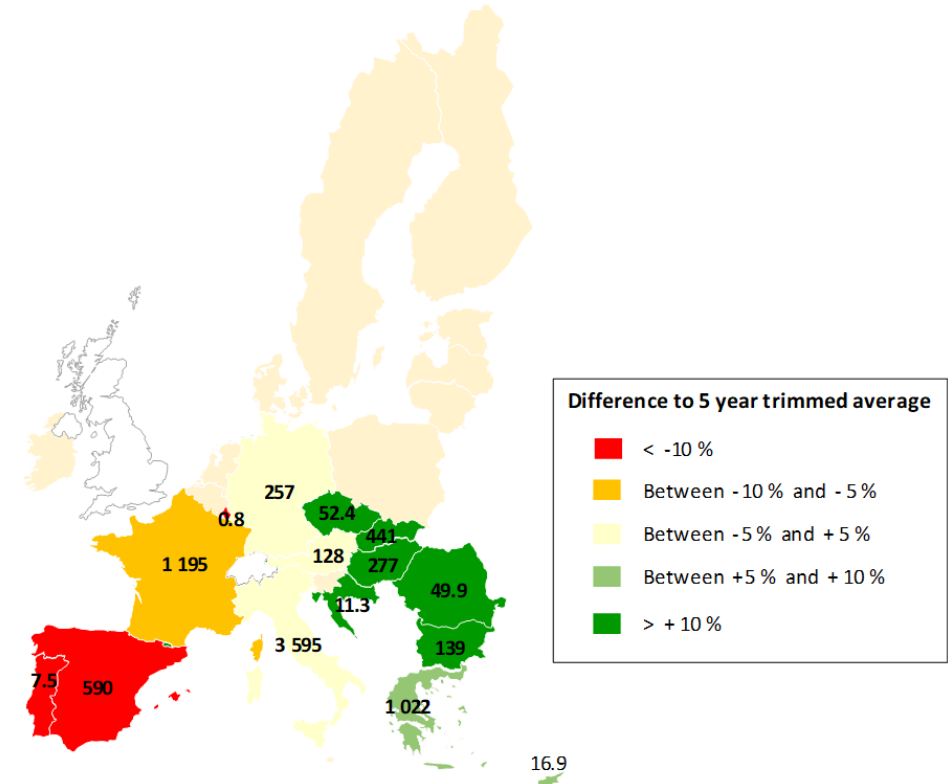 257
0.8
52.4
441
128
277
1 195
49.9
11.3
3 595
139
7.5
590
1 022
16.9
Difference to 5 year trimmed average
< -10 %
Between -10 % and -5 %
Between -5 % and +5 %
Between +5 % and +10 %
> +10 %